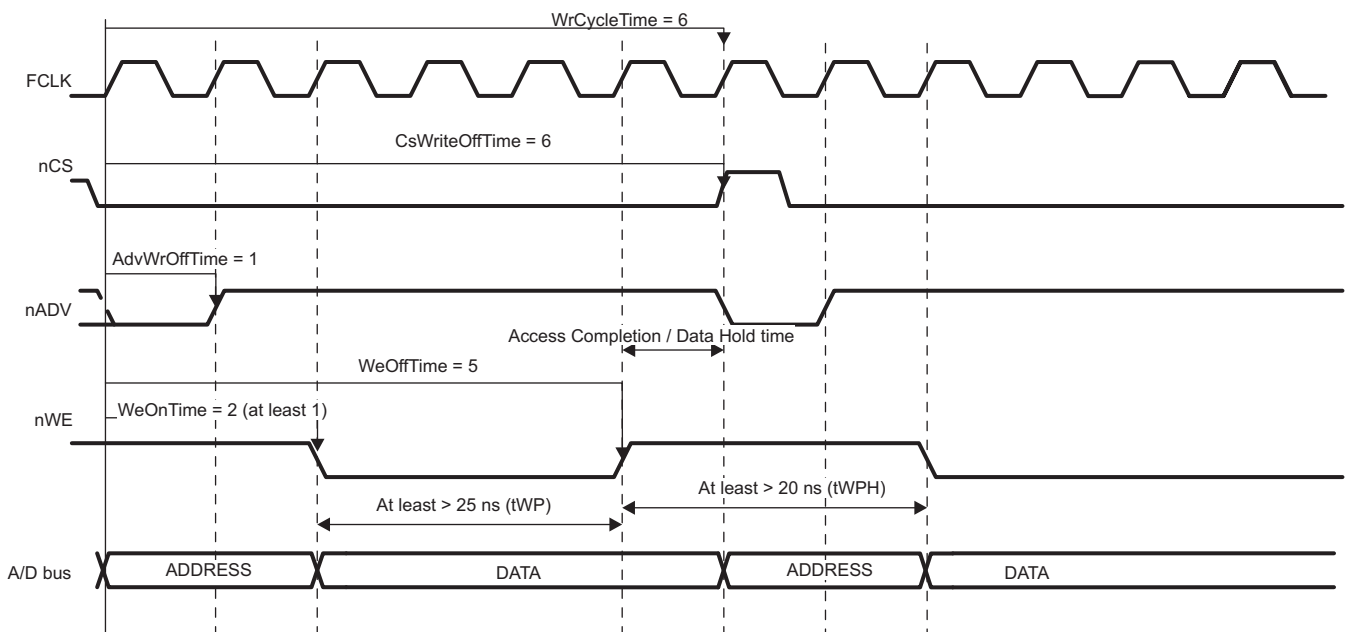 WrCycleTime = 6
FCLK
CsWriteOffTime = 6
nCS
AdvWrOffTime = 1
nADV
Access Completion / Data Hold time
WeOffTime = 5
WeOnTime = 2 (at least 1)
nWE
At least > 25 ns (tWP)
At least > 20 ns (tWPH)
A/D bus
ADDRESS
DATA
ADDRESS
DATA